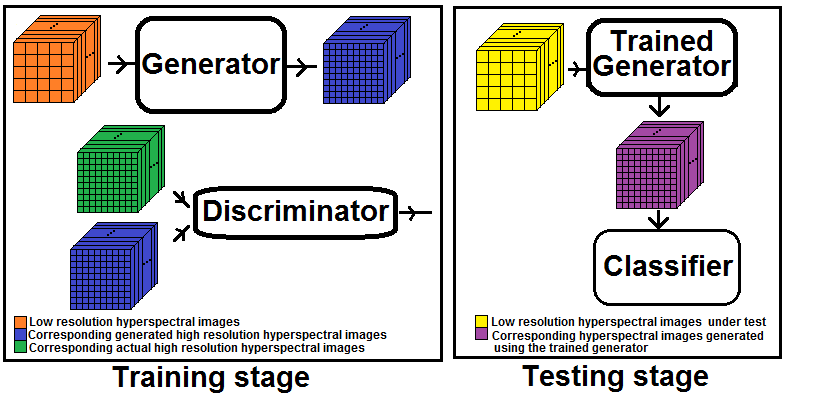 Generator
Discriminator
Low resolution hyperspectral images
Corresponding generated high resolution hyperspectral images
Corresponding actual high resolution hyperspectral images
Training stage
Trained
Generator
Classifier
Low resolution hyperspectral images under test
Corresponding hyperspectral images generated
using the trained generator
Testing stage